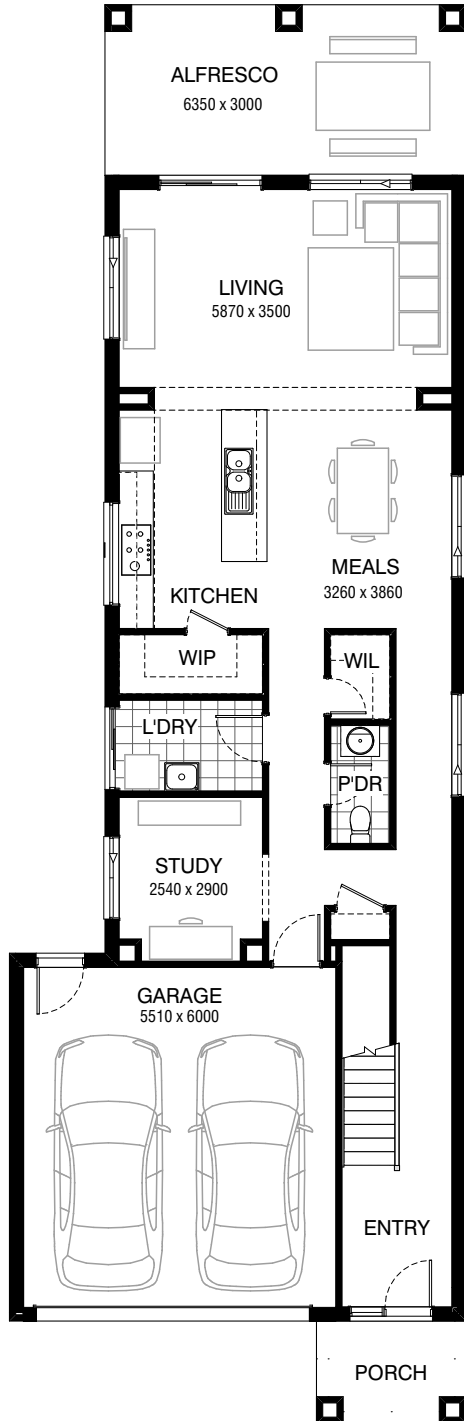 ALFRESCO
6350 x 3000
LIVING
5870 x 3500
MEALS
3260 x 3860
KITCHEN
WIP
WIL
L'DRY
P'DR
STUDY
2540 x 2900
GARAGE
5510 x 6000
ENTRY
PORCH